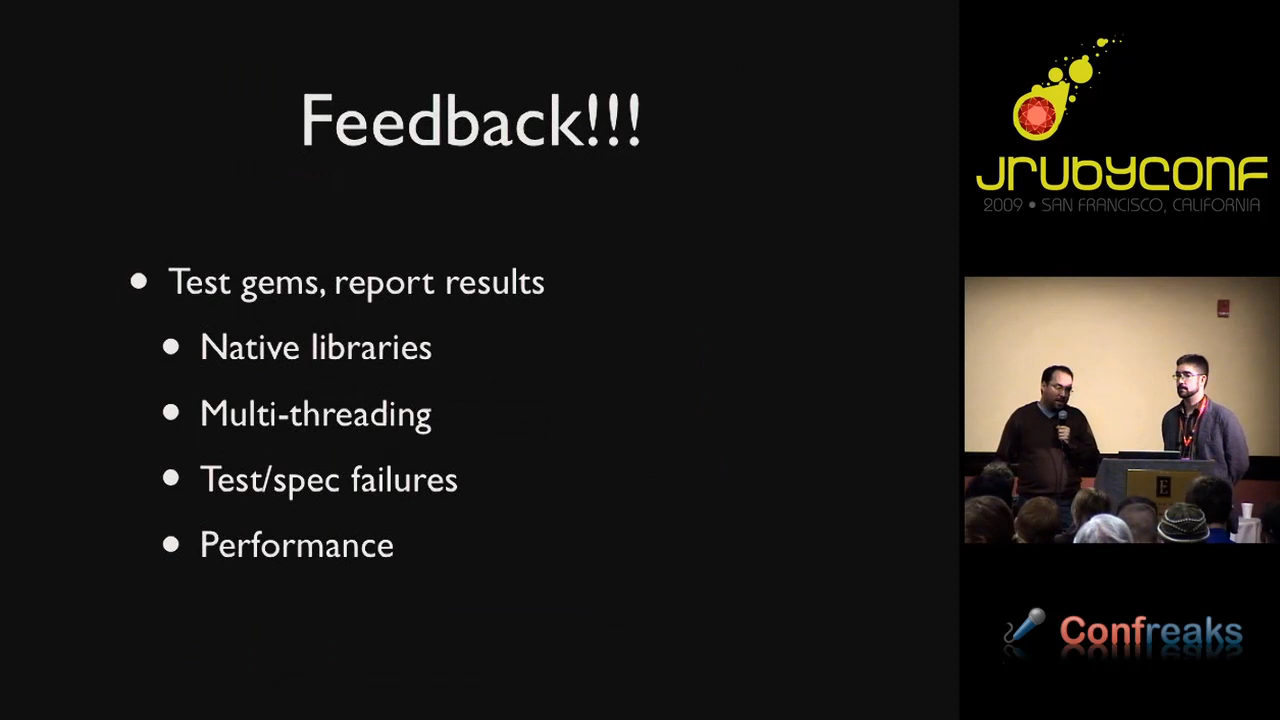 Feedback!!!
Test gems, report results
Native libraries
Multi-threading
Test/spec failures
Performance
JRubyConf
2009 • SAN FRANCISCO, CALIFORNIA
E
Confreaks